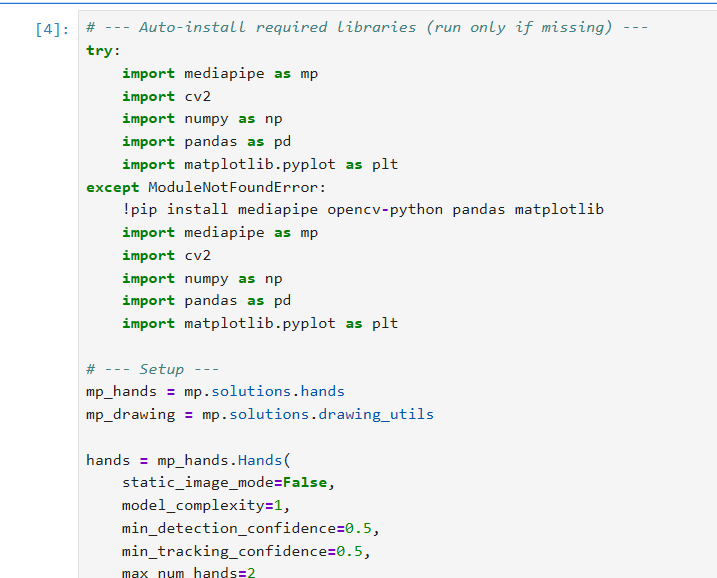 [4]: # --- Auto-install required libraries (run only if missing) ---
try:
    import mediapipe as mp
    import cv2
    import numpy as np
    import pandas as pd
    import matplotlib.pyplot as plt
except ModuleNotFoundError:
    !pip install mediapipe opencv-python pandas matplotlib
    import mediapipe as mp
    import cv2
    import numpy as np
    import pandas as pd
    import matplotlib.pyplot as plt

# --- Setup ---
mp_hands = mp.solutions.hands
mp_drawing = mp.solutions.drawing_utils

hands = mp_hands.Hands(
    static_image_mode=False,
    model_complexity=1,
    min_detection_confidence=0.5,
    min_tracking_confidence=0.5,
    max_num_hands=2